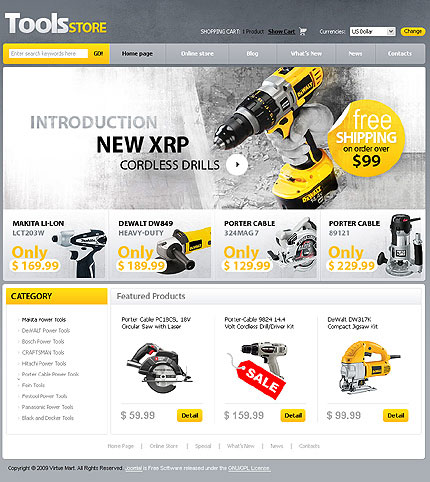 Tools STORE
SHOPPING CART: 1 Product Show Cart
Currencies: US Dollar Change
Enter search keywords here GO!
Home page Online store Blog What's New News Contacts
INTRODUCTION
NEW XRP
CORDLESS DRILLS
DEWALT
free
SHIPPING
on order over
$99
MAKITA LI-LON
LCT203W
Only
$ 169.99
DEWALT DW849
HEAVY-DUTY
Only
$ 189.99
PORTER CABLE
324MAG7
Only
$ 129.99
PORTER CABLE
89121
Only
$ 229.99
CATEGORY
Makita Power Tools
DeWALT Power Tools
Bosch Power Tools
CRAFTSMAN Tools
Hitachi Power Tools
Porter Cable Power Tools
Fein Tools
Festool Power Tools
Panasonic Power Tools
Black and Decker Tools
Featured Products
Porter Cable PC18CSL 18V
Circular Saw with Laser
$ 59.99 Detail
Porter-Cable 9824 14.4
Volt Cordless Drill/Driver Kit
SALE
$ 159.99 Detail
DeWalt DW317K
Compact Jigsaw Kit
$ 99.99 Detail
Home Page | Online Store | Special | What's New | News | Contacts
Copyright © 2009 Virtue Mart. All Rights Reserved. Joomla! is Free Software released under the GNU/GPL License.